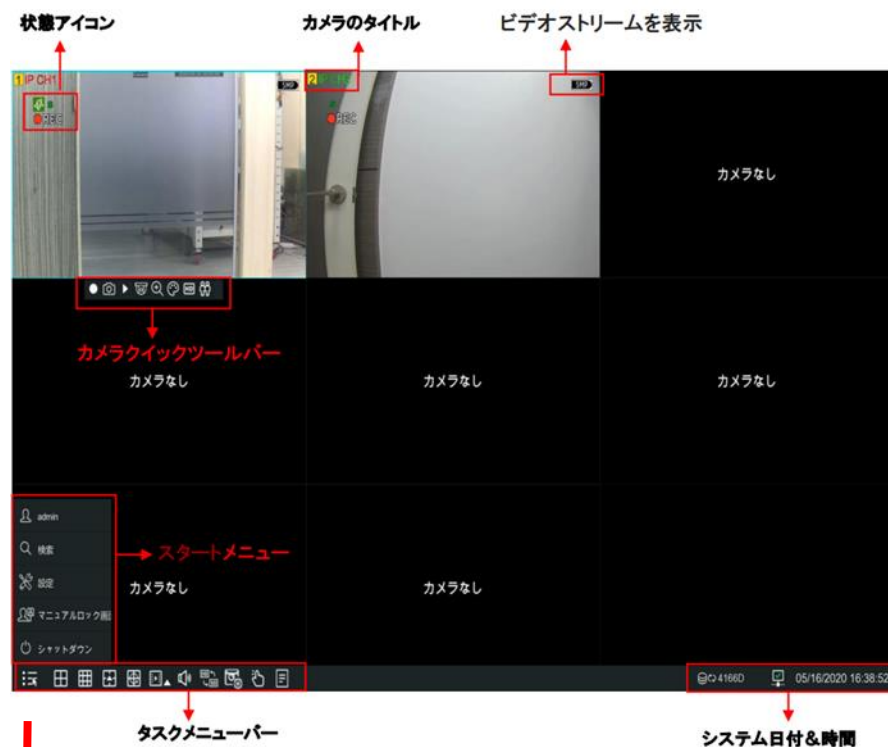 状態アイコン
カメラのタイトル
ビデオストリームを表示
1 IP CH1
5MP
REC
2 IP CH2
5MP
REC
カメラなし
カメラクイックツールバー
カメラなし
カメラなし
カメラなし
admin
検索
設定
マニュアルロック画
シャットダウン
スタートメニュー
カメラなし
カメラなし
4166D
05/16/2020 16:38:52
タスクメニューバー
システム日付&時間